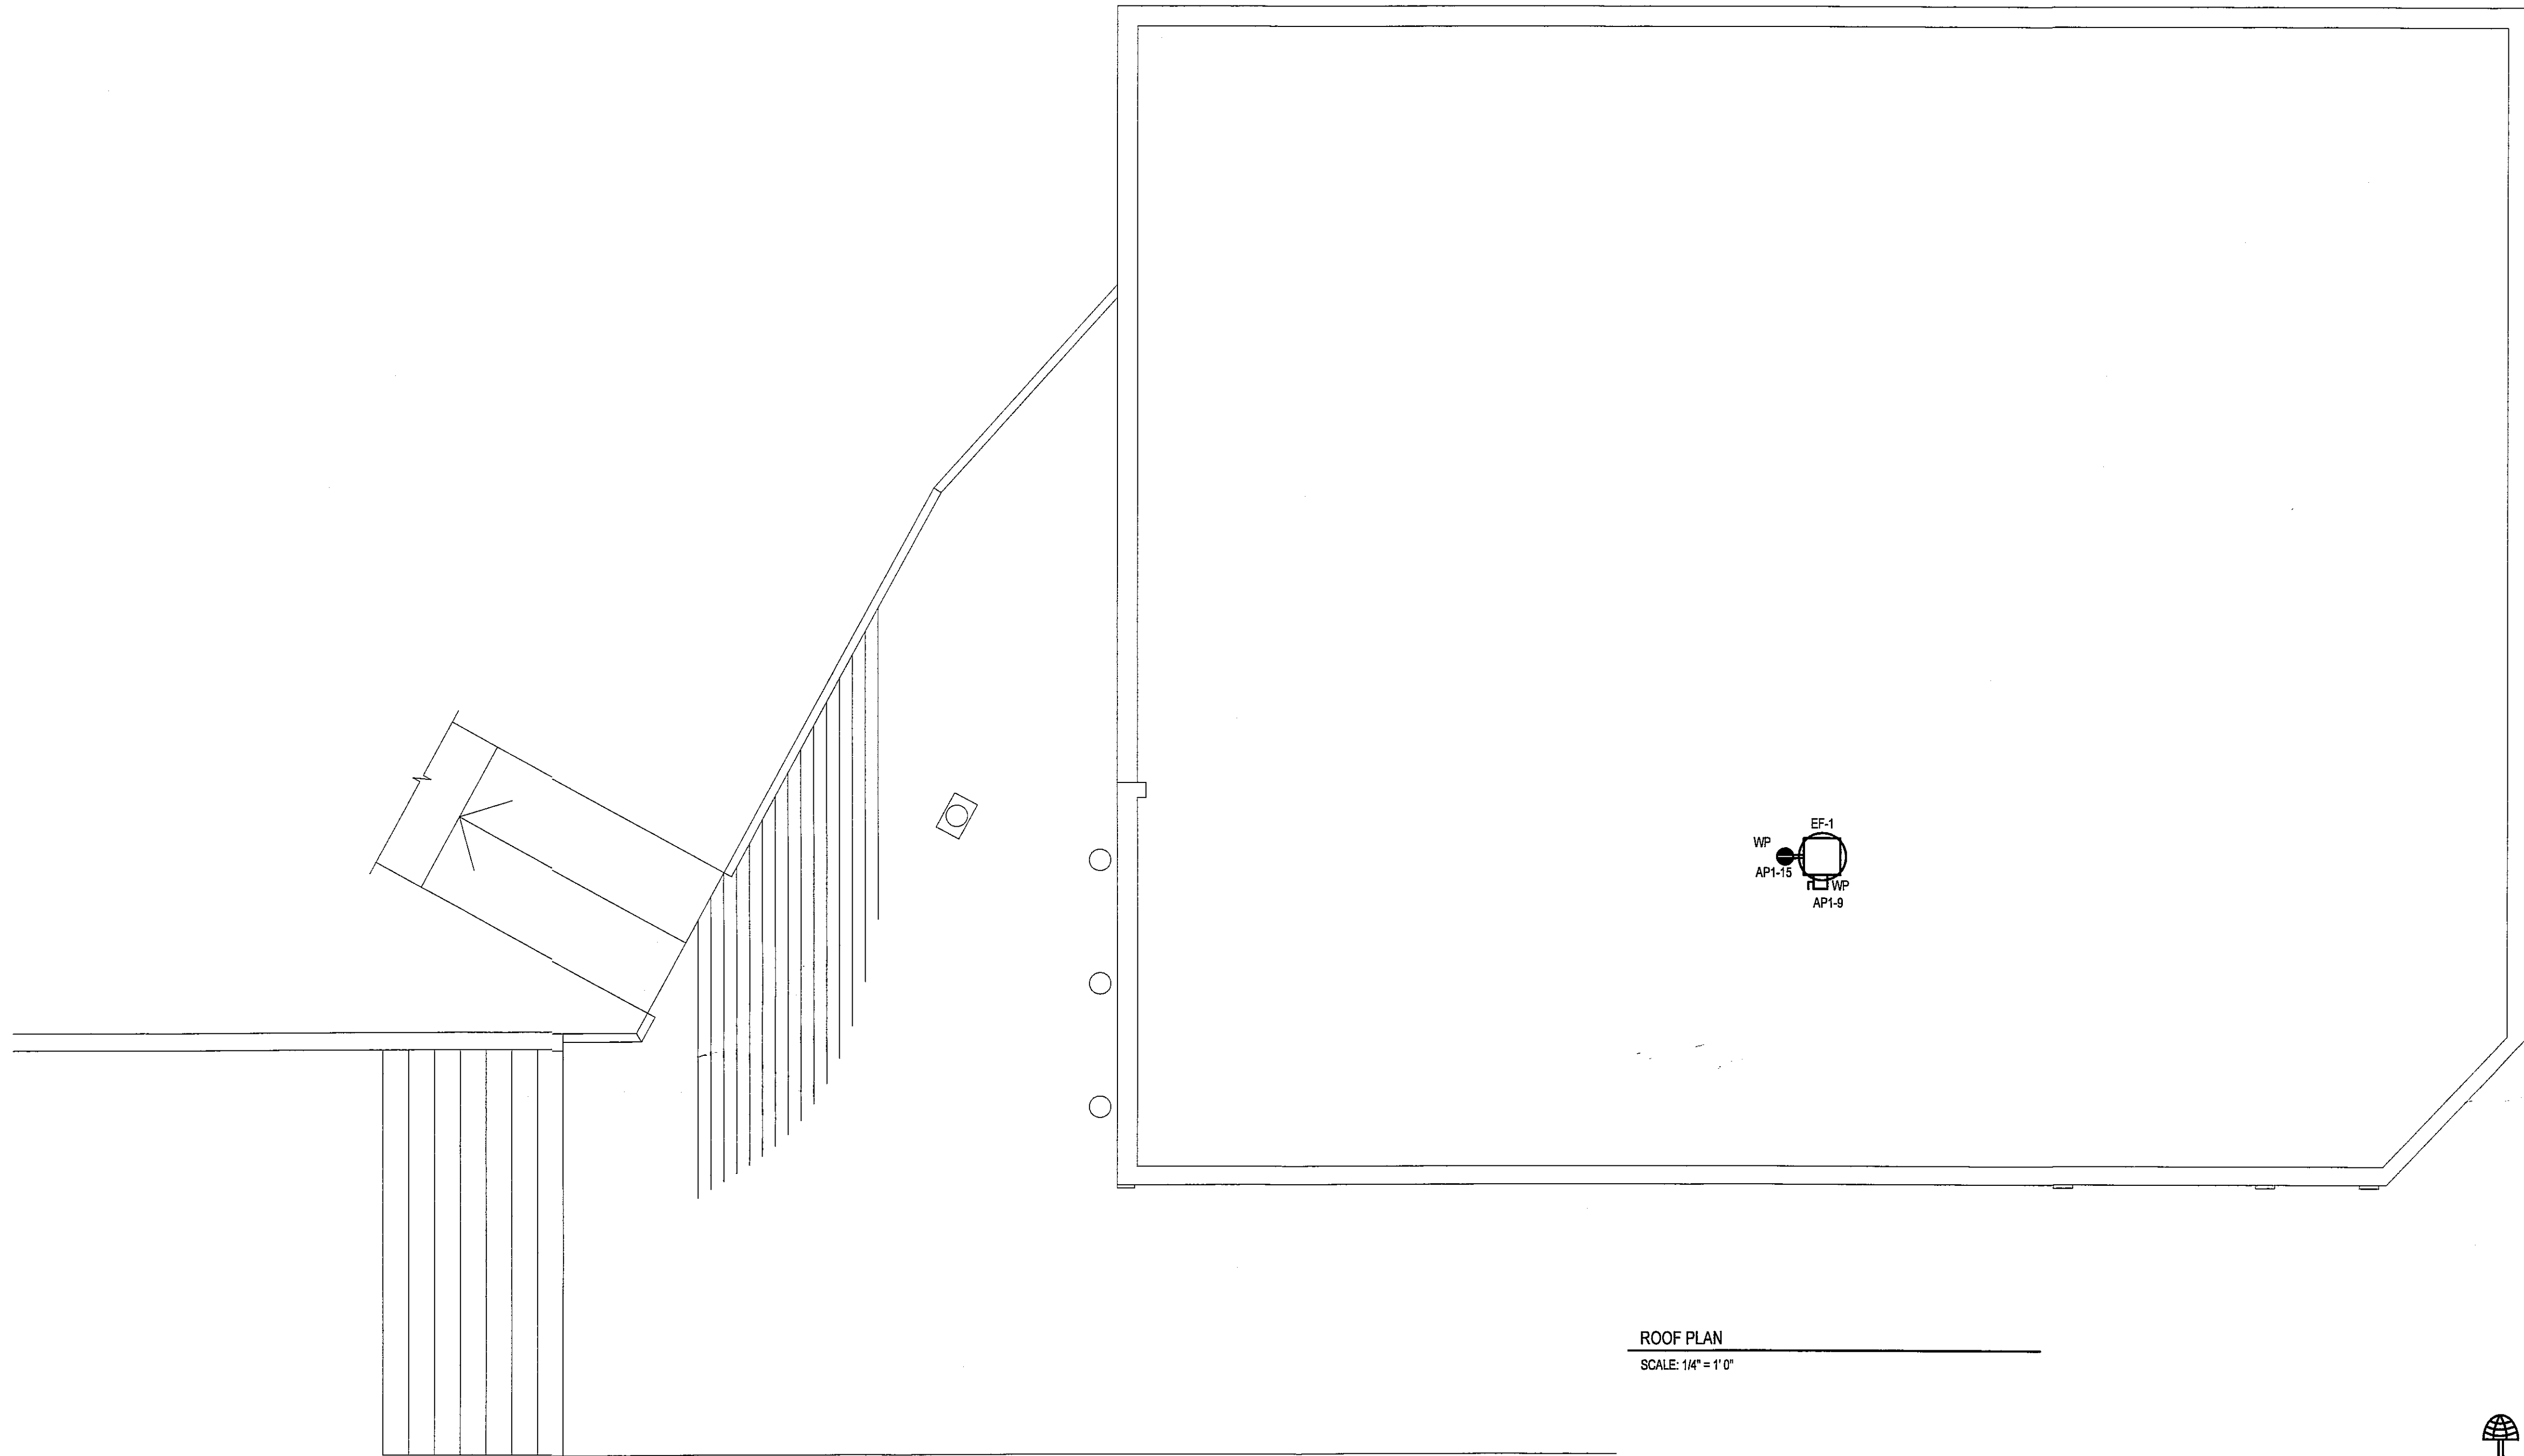 EF-1
WP
AP1-15
WP
AP1-9
ROOF PLAN
SCALE: 1/4" = 1' 0"